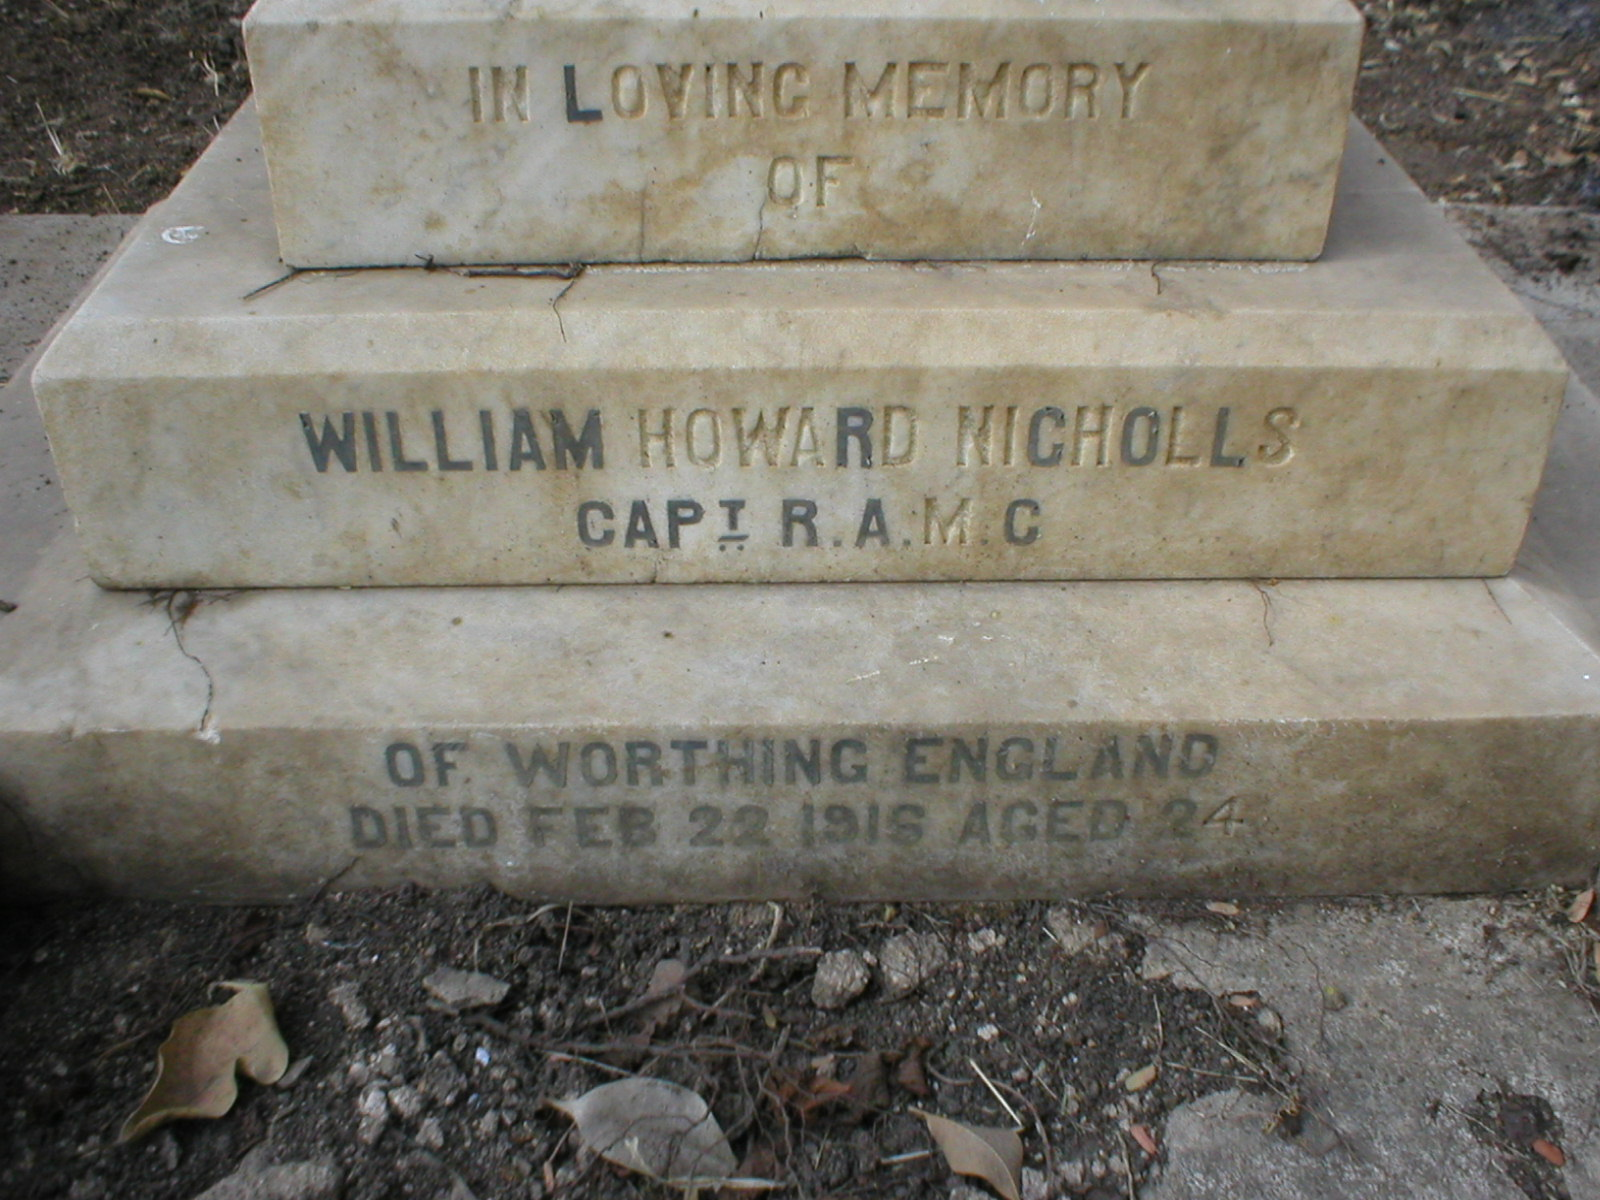 IN LOVING MEMORY
OF
WILLIAM HOWARD NICHOLLS
CAPT R.A.M.C
OF WORTHING ENGLAND
DIED FEB 22 1916 AGED 24